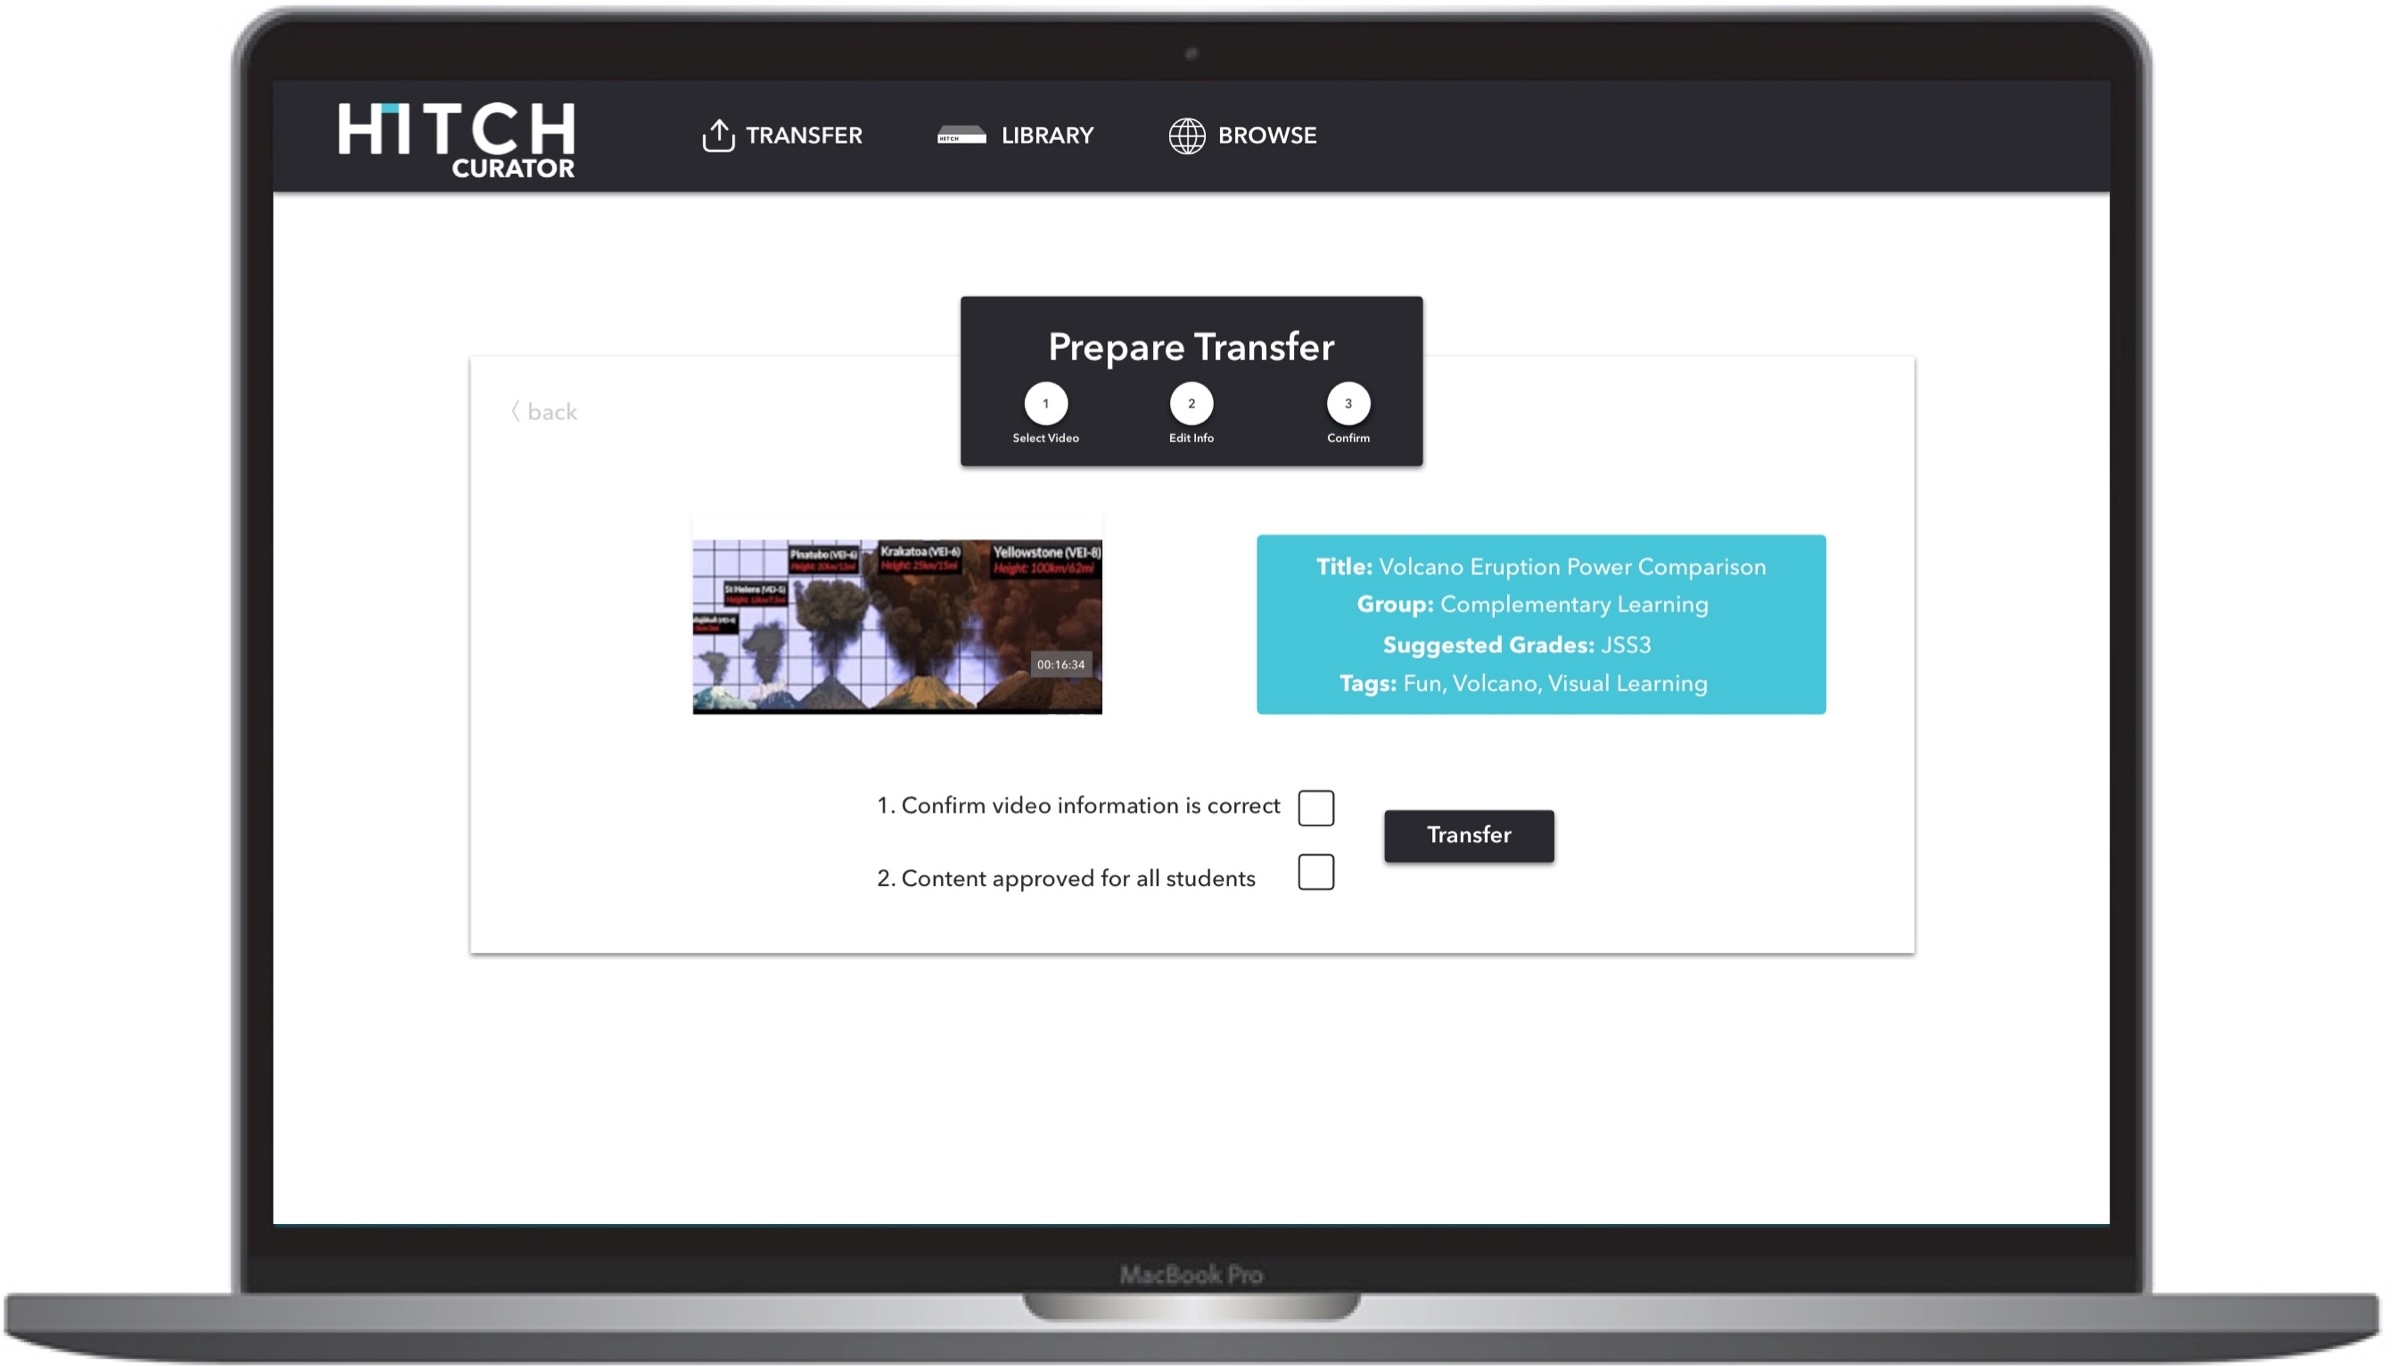 HITCH
CURATOR
TRANSFER
LIBRARY
BROWSE
Prepare Transfer
1
2
3
Select Video
Edit Info
Confirm
back
Pinatubo (VEI-6)
Krakatoa (VEI-6)
Height: 25km/15mi
Yellowstone (VEI-8)
Height: 100km/62mi
St Helens (VEI-5)
00:16:34
Title: Volcano Eruption Power Comparison
Group: Complementary Learning
Suggested Grades: JSS3
Tags: Fun, Volcano, Visual Learning
1. Confirm video information is correct
2. Content approved for all students
Transfer
MacBook Pro